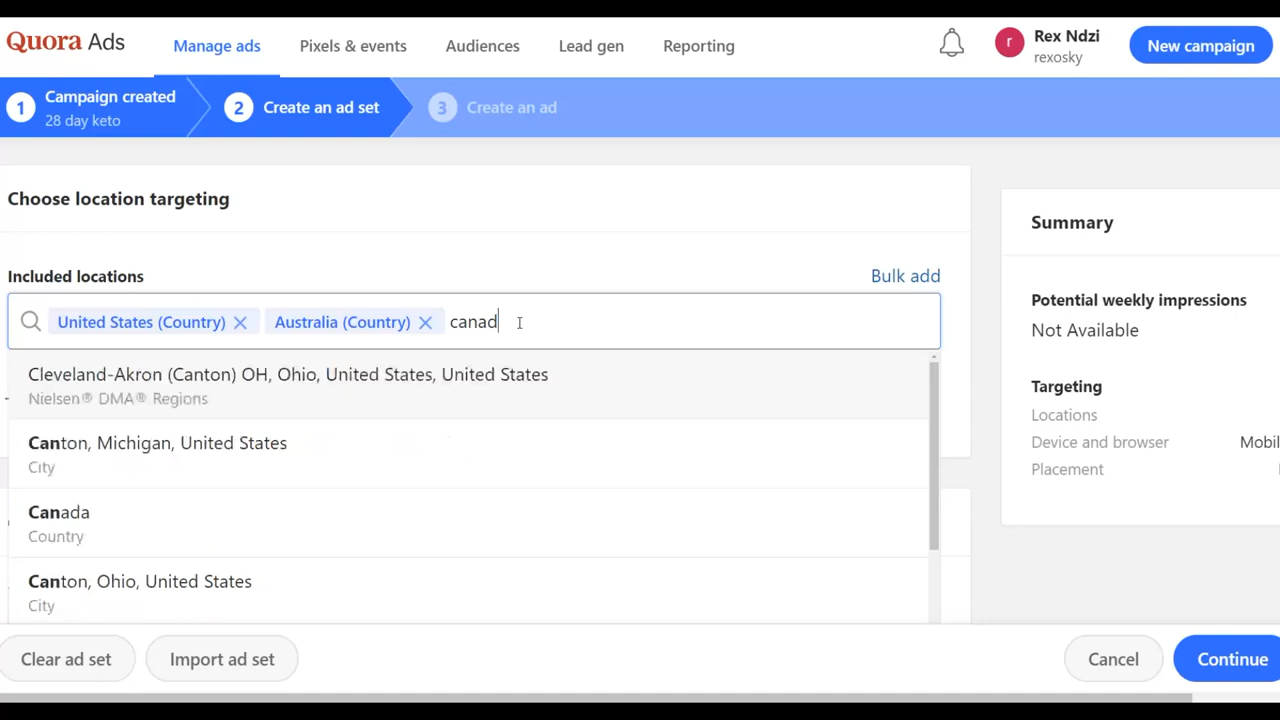 Quora Ads
Manage ads
Pixels & events
Audiences
Lead gen
Reporting
r
Rex Ndzi
rexosky
New campaign
1
Campaign created
28 day keto
2
Create an ad set
3
Create an ad
Choose location targeting
Included locations
Bulk add
United States (Country)
Australia (Country)
canad
Cleveland-Akron (Canton) OH, Ohio, United States, United States
Nielsen® DMA® Regions
Canton, Michigan, United States
City
Canada
Country
Canton, Ohio, United States
City
Summary
Potential weekly impressions
Not Available
Targeting
Locations
Device and browser
Mobil
Placement
Clear ad set
Import ad set
Cancel
Continue